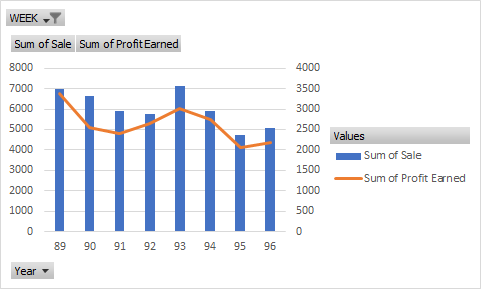 WEEK
Sum of Sale Sum of Profit Earned
8000 4000
7000 3500
6000 3000
5000 2500
4000 2000
3000 1500
2000 1000
1000 500
0 0
89 90 91 92 93 94 95 96
Values
Sum of Sale
Sum of Profit Earned
Year